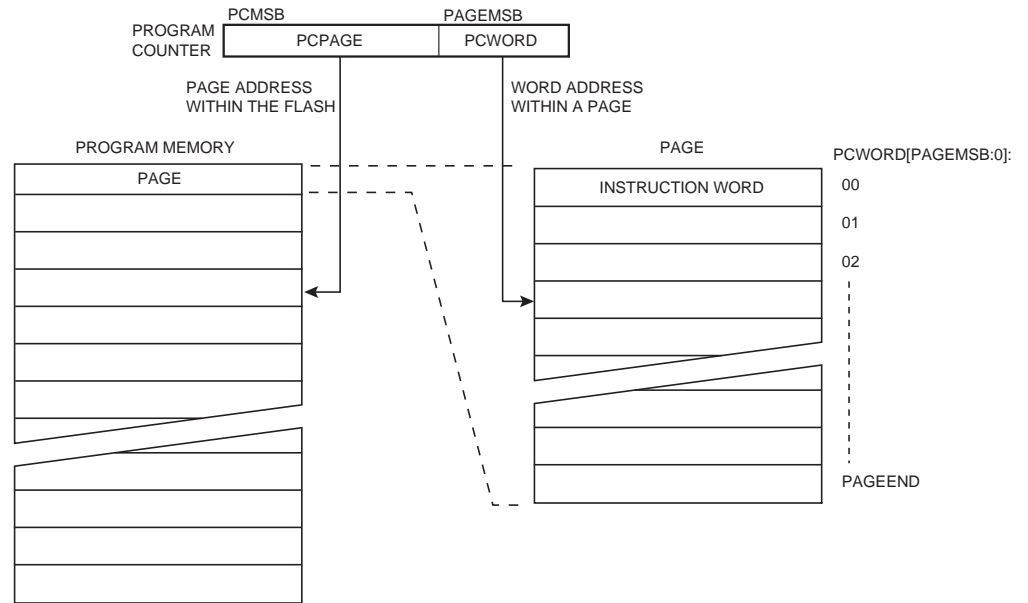 PCMSB
PAGEMSB
PROGRAM
COUNTER
PCPAGE
PCWORD
PAGE ADDRESS
WITHIN THE FLASH
WORD ADDRESS
WITHIN A PAGE
PROGRAM MEMORY
PAGE
PAGE
INSTRUCTION WORD
PCWORD[PAGEMSB:0]:
00
01
02
PAGEEND